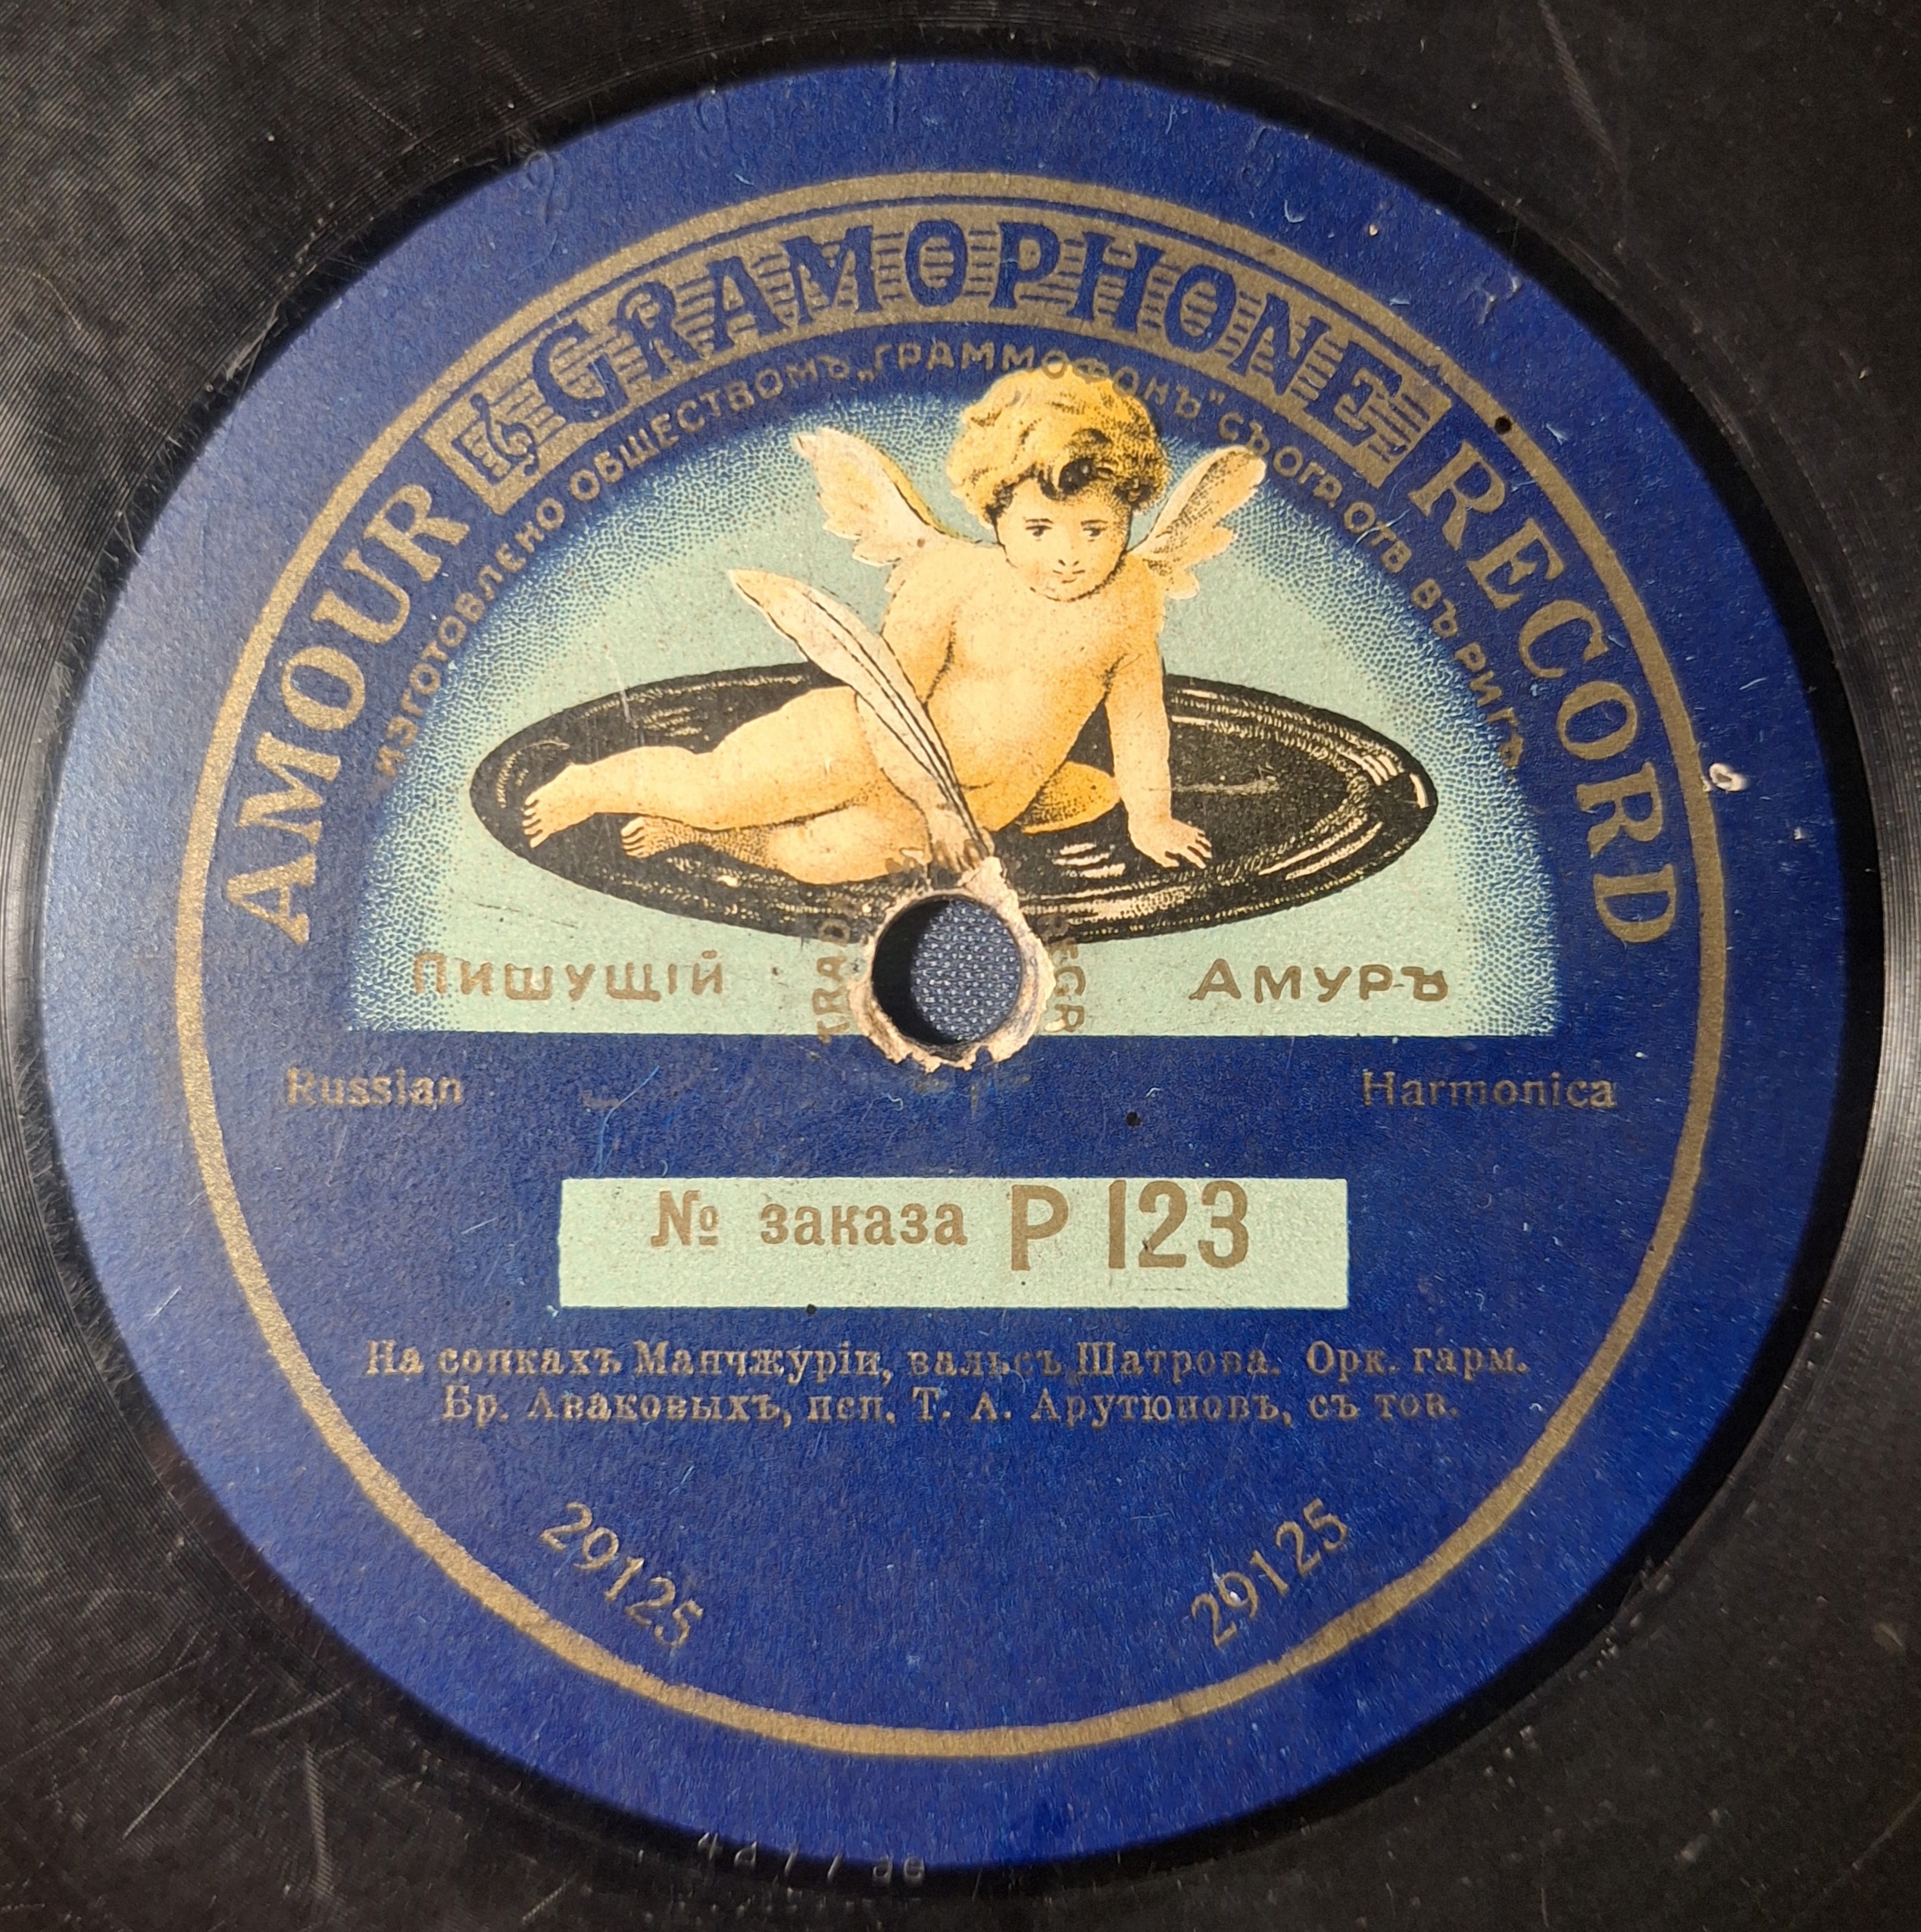 AMOUR GRAMOPHONE RECORD
ИЗГОТОВЛЕНО ОБЩЕСТВОМЪ „ГРАММОФОНЪ" СЪ ОГР. ОТВ. ВЪ РИГѢ
ПИШУЩІЙ АМУРЪ
Russian Harmonica
№ заказа P 123
На сопкахъ Манчжуріи, вальсъ Шатрова. Орк. гарм.
Бр. Аваковыхъ, исп. Т. А. Арутюновъ, съ тов.
29125 29125